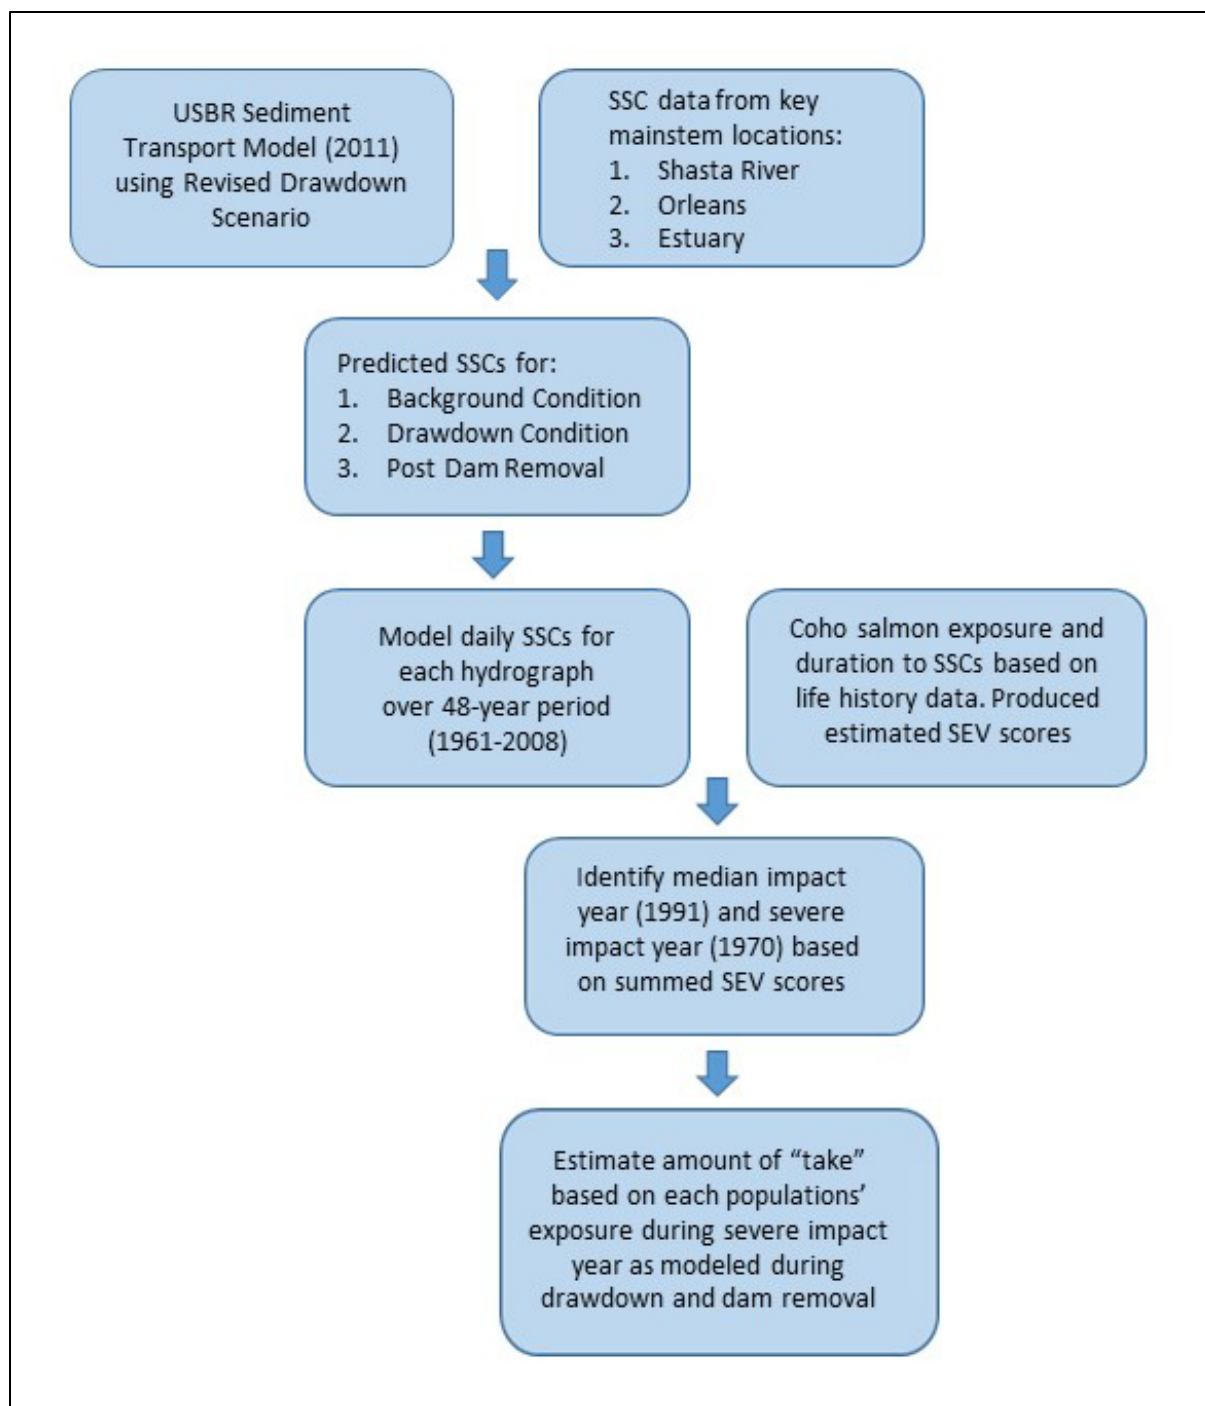 USBR Sediment
Transport Model (2011)
using Revised Drawdown
Scenario
SSC data from key
mainstem locations:
1. Shasta River
2. Orleans
3. Estuary
Predicted SSCs for:
1. Background Condition
2. Drawdown Condition
3. Post Dam Removal
Model daily SSCs for
each hydrograph
over 48-year period
(1961-2008)
Coho salmon exposure and
duration to SSCs based on
life history data. Produced
estimated SEV scores
Identify median impact
year (1991) and severe
impact year (1970) based
on summed SEV scores
Estimate amount of “take”
based on each populations’
exposure during severe impact
year as modeled during
drawdown and dam removal